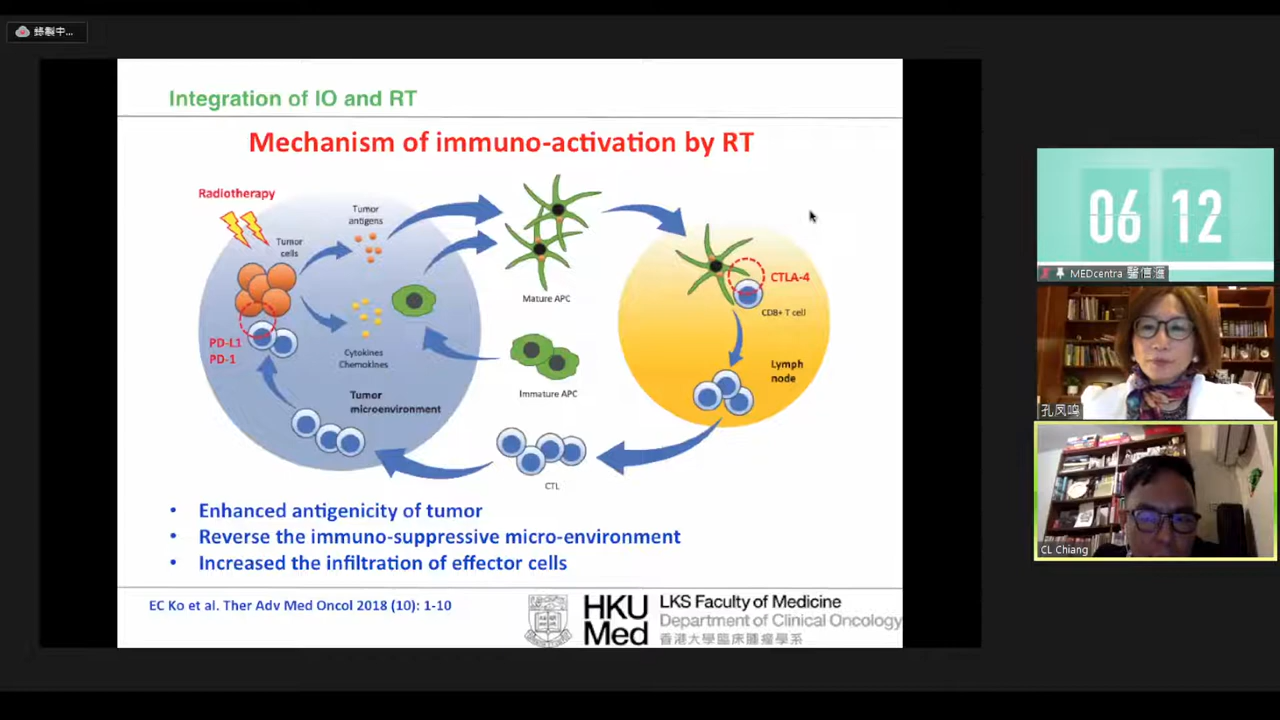 錄製中...
Integration of IO and RT
Mechanism of immuno-activation by RT
Radiotherapy
Tumor
antigens
Tumor
cells
Mature APC
CTLA-4
CD8+ T cell
PD-L1
PD-1
Cytokines
Chemokines
Immature APC
Lymph
node
Tumor
microenvironment
CTL
• Enhanced antigenicity of tumor
• Reverse the immuno-suppressive micro-environment
• Increased the infiltration of effector cells
EC Ko et al. Ther Adv Med Oncol 2018 (10): 1-10
HKU
Med
LKS Faculty of Medicine
Department of Clinical Oncology
香港大學臨床腫瘤學系
06 12
MEDcentra 醫信滙
孔凤鸣
CL Chiang